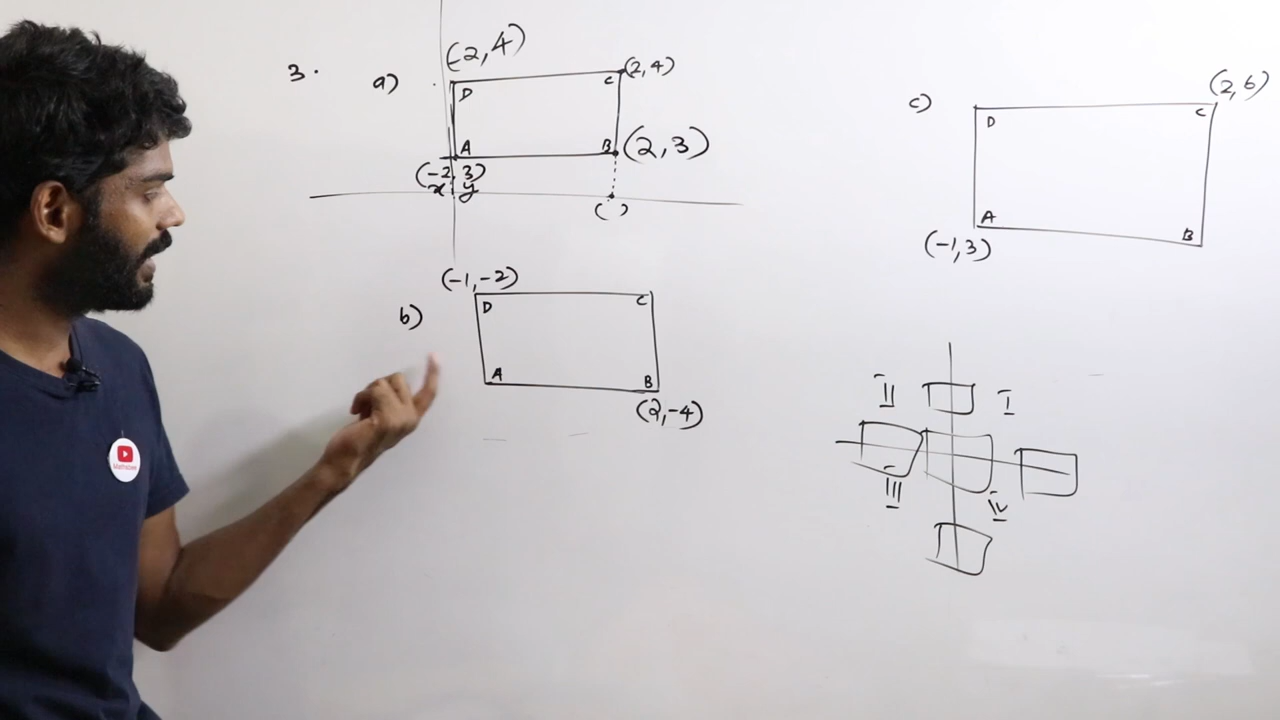 3.
a)
(-2, 4)
D
C
(2, 4)
A
B
(2, 3)
(-2, 3)
x y
( )
b)
(-1, -2)
D
C
A
B
(2, -4)
c)
(2, 6)
D
C
A
B
(-1, 3)
II
I
III
IV
Mathsbee